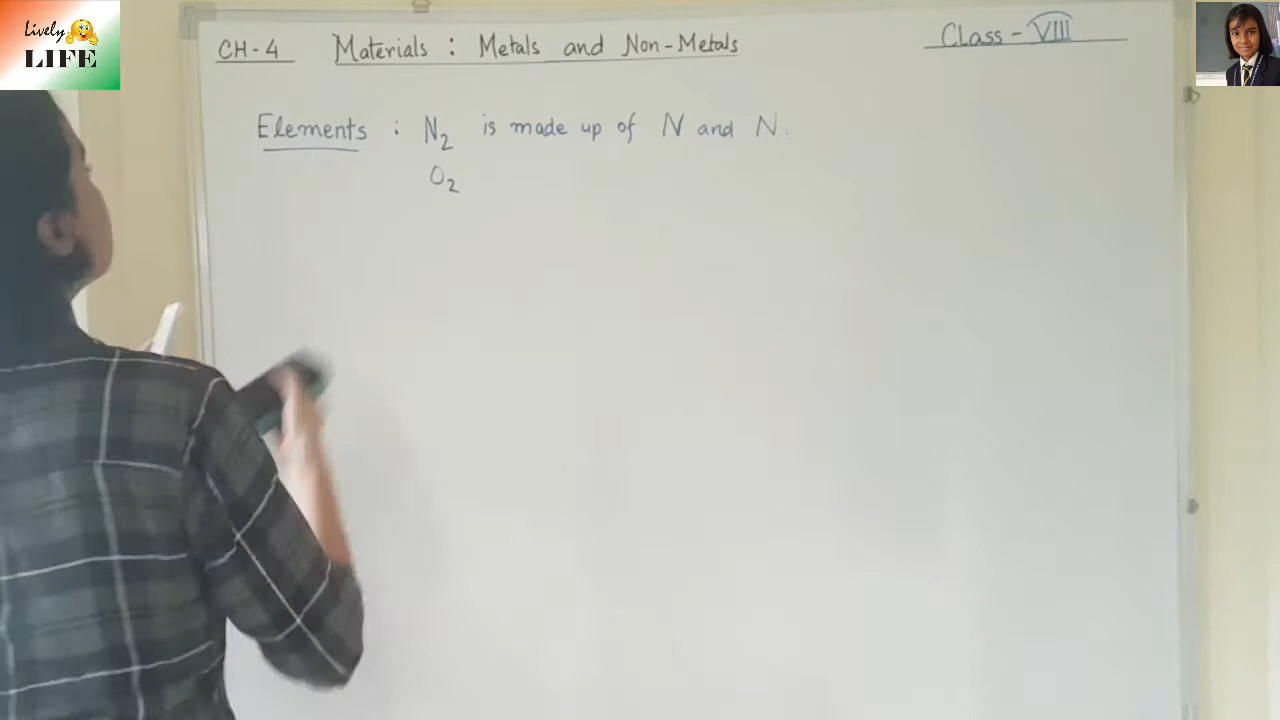 Lively
LIFE
CH-4 Materials : Metals and Non-Metals Class - VIII
Elements : N₂ is made up of N and N.
O₂